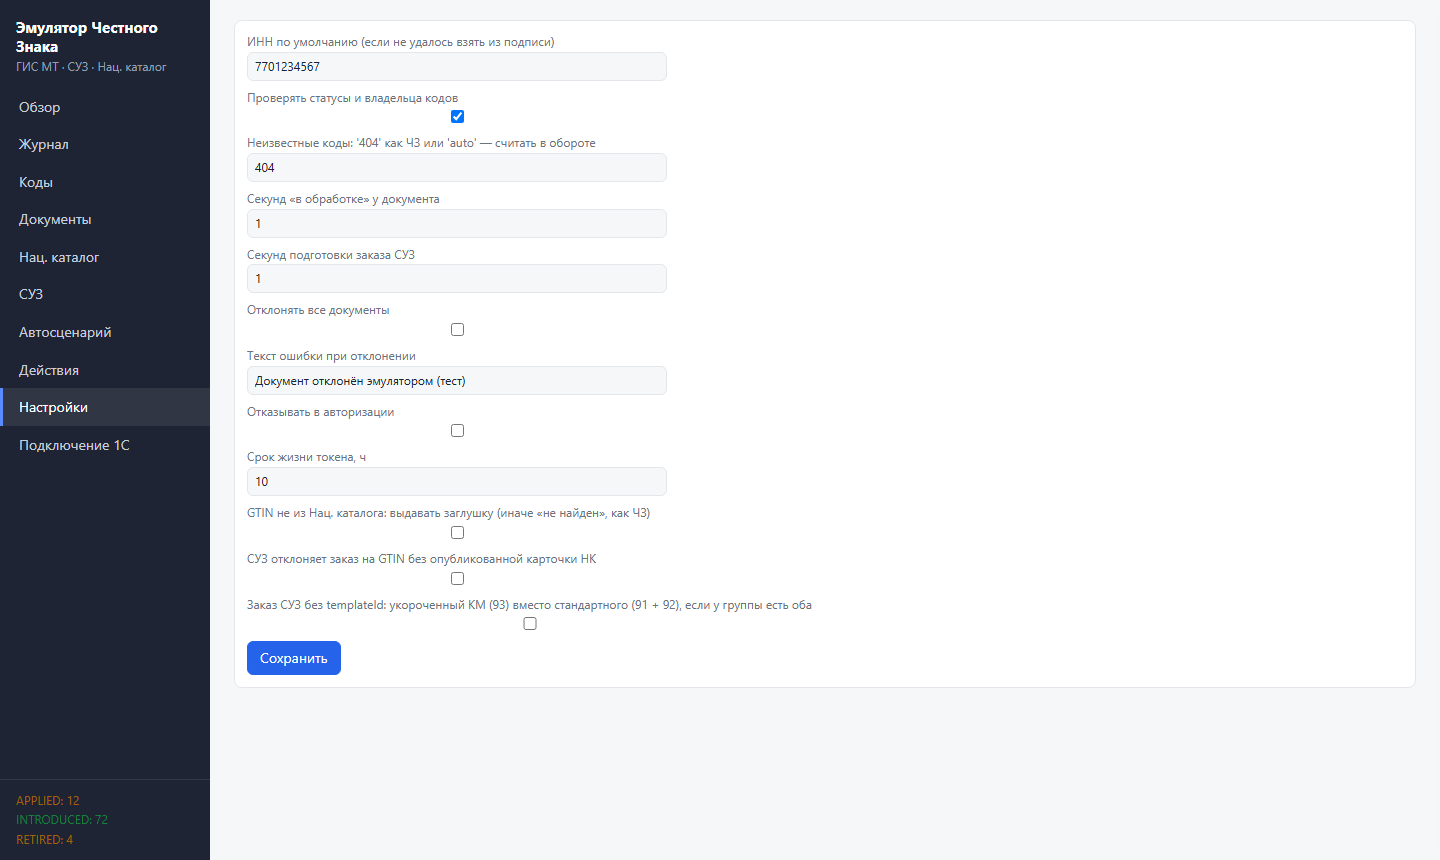 Эмулятор Честного
Знака
ГИС МТ · СУЗ · Нац. каталог
Обзор
Журнал
Коды
Документы
Нац. каталог
СУЗ
Автосценарий
Действия
Настройки
Подключение 1С
APPLIED: 12
INTRODUCED: 72
RETIRED: 4
ИНН по умолчанию (если не удалось взять из подписи)
7701234567
Проверять статусы и владельца кодов
Неизвестные коды: '404' как ЧЗ или 'auto' — считать в обороте
404
Секунд «в обработке» у документа
1
Секунд подготовки заказа СУЗ
1
Отклонять все документы
Текст ошибки при отклонении
Документ отклонён эмулятором (тест)
Отказывать в авторизации
Срок жизни токена, ч
10
GTIN не из Нац. каталога: выдавать заглушку (иначе «не найден», как ЧЗ)
СУЗ отклоняет заказ на GTIN без опубликованной карточки НК
Заказ СУЗ без templateId: укороченный КМ (93) вместо стандартного (91 + 92), если у группы есть оба
Сохранить